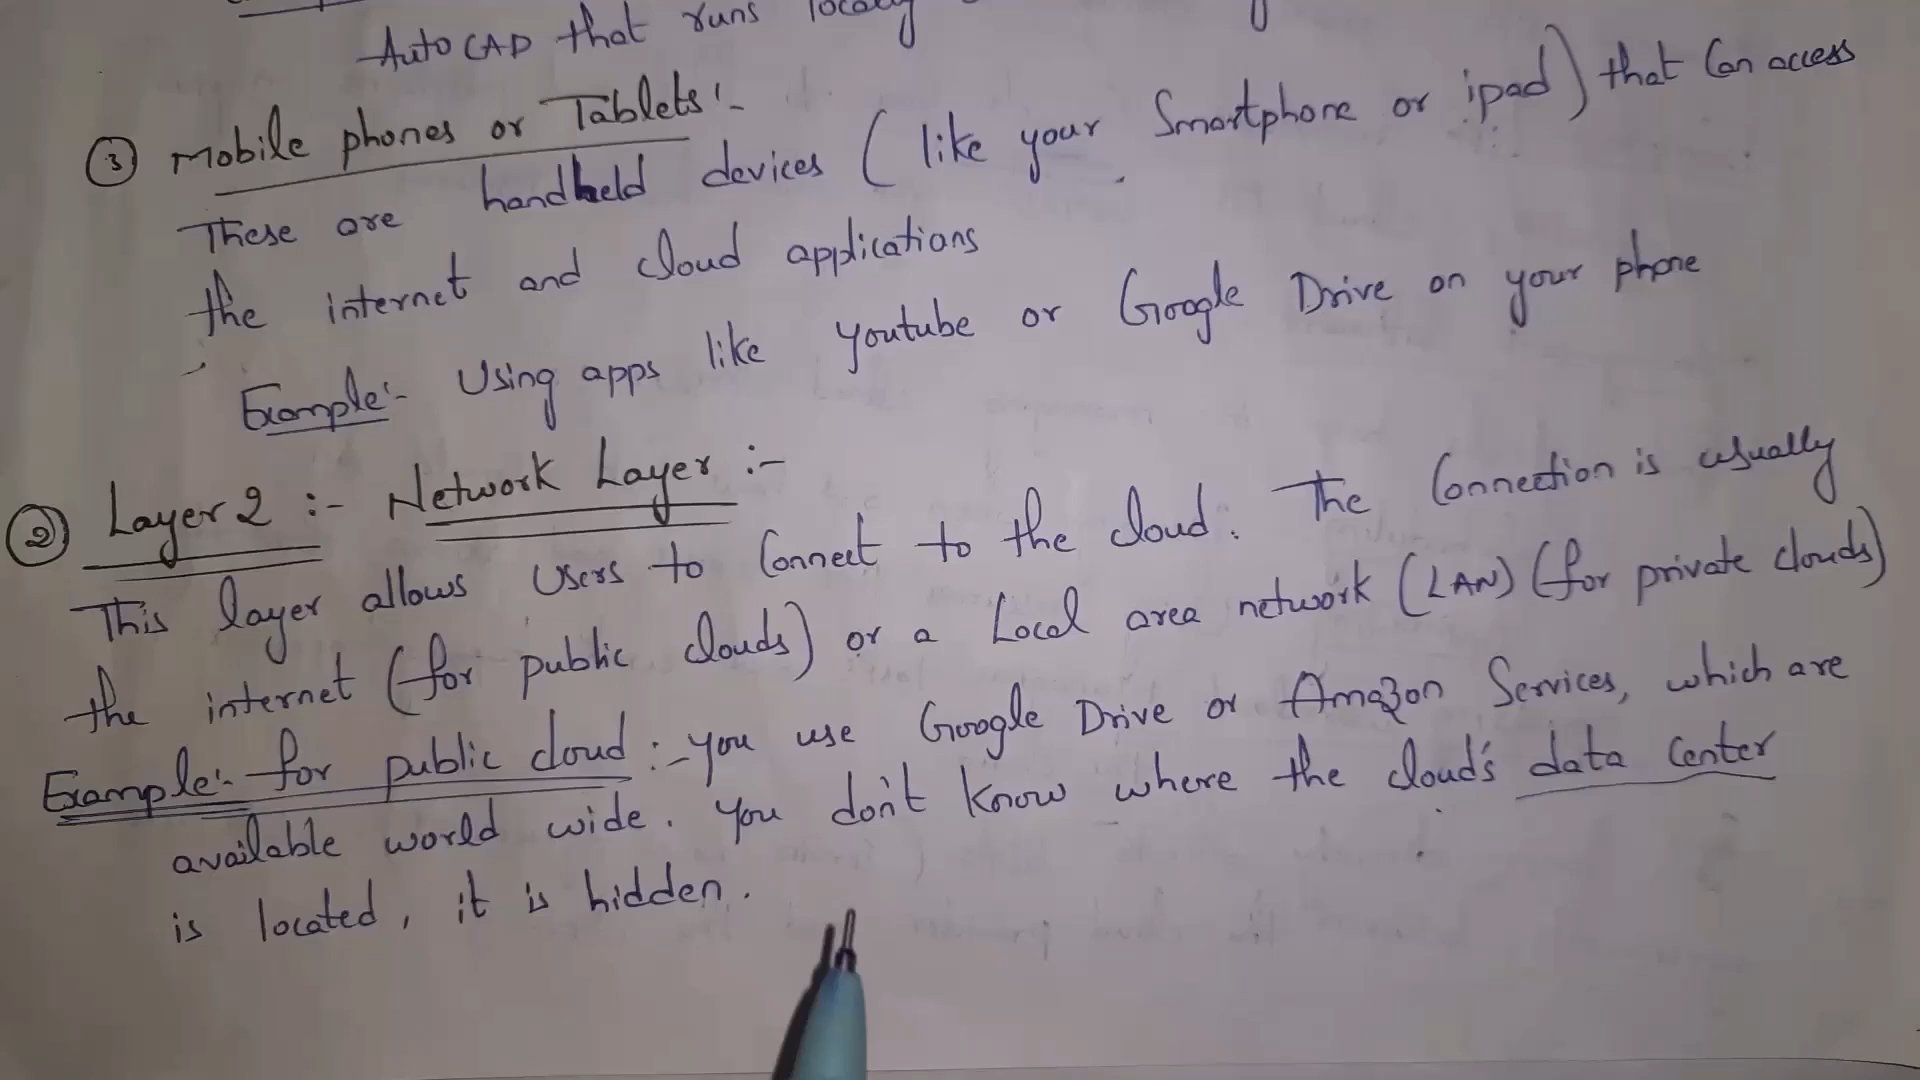 AutoCAD that runs locally
③ Mobile phones or Tablets:-
These are handheld devices (like your Smartphone or ipad) that Can access
the internet and cloud applications
Example:- Using apps like Youtube or Google Drive on your phone
② Layer 2 :- Network Layer :-
This layer allows Users to Connect to the cloud. The Connection is usually
the internet (for public clouds) or a Local area network (LAN) (for private clouds)
Example:- for public cloud :- you use Google Drive or Amazon Services, which are
available world wide. You don't know where the cloud's data center
is located, it is hidden.